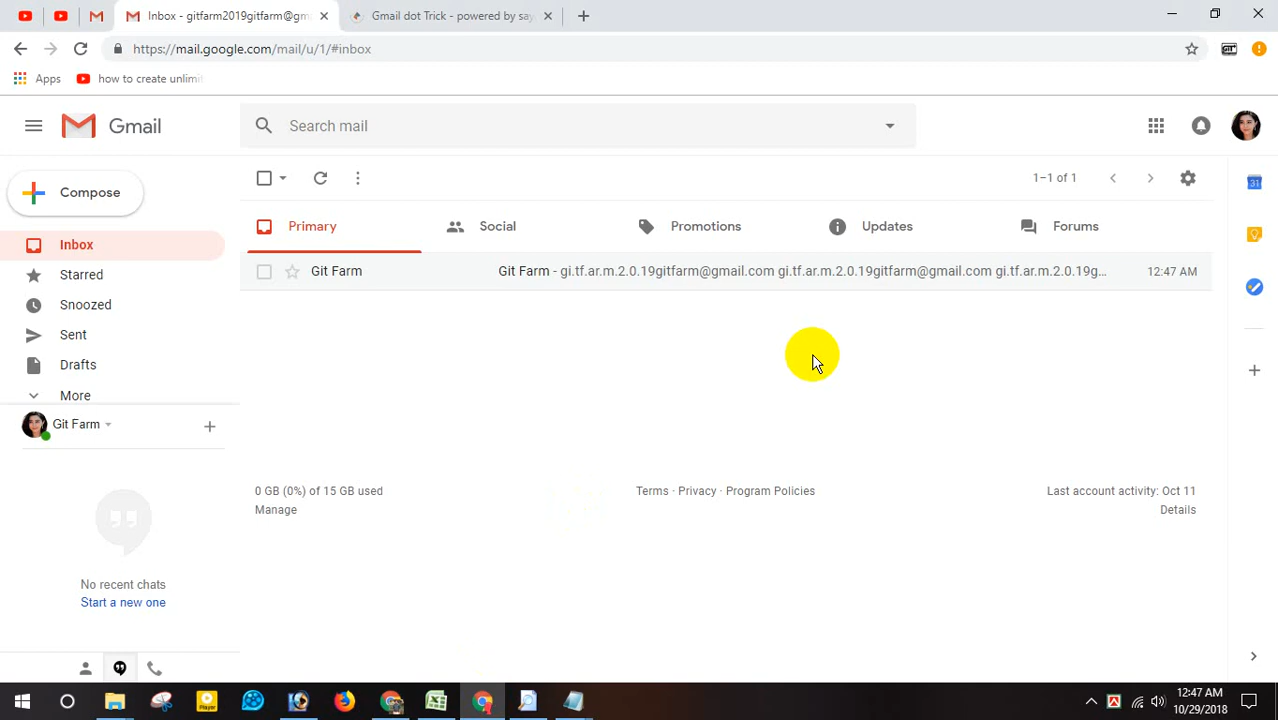 Inbox - gitfarm2019gitfarm@gm
Gmail dot Trick - powered by say
https://mail.google.com/mail/u/1/#inbox
Apps
how to create unlimit
Gmail
Search mail
Compose
1–1 of 1
Inbox
Primary
Social
Promotions
Updates
Forums
Starred
Git Farm
Git Farm - gi.tf.ar.m.2.0.19gitfarm@gmail.com gi.tf.ar.m.2.0.19gitfarm@gmail.com gi.tf.ar.m.2.0.19g...
12:47 AM
Snoozed
Sent
Drafts
More
Git Farm
0 GB (0%) of 15 GB used
Manage
Terms · Privacy · Program Policies
Last account activity: Oct 11
Details
No recent chats
Start a new one
31
GIT
Player
12:47 AM
10/29/2018